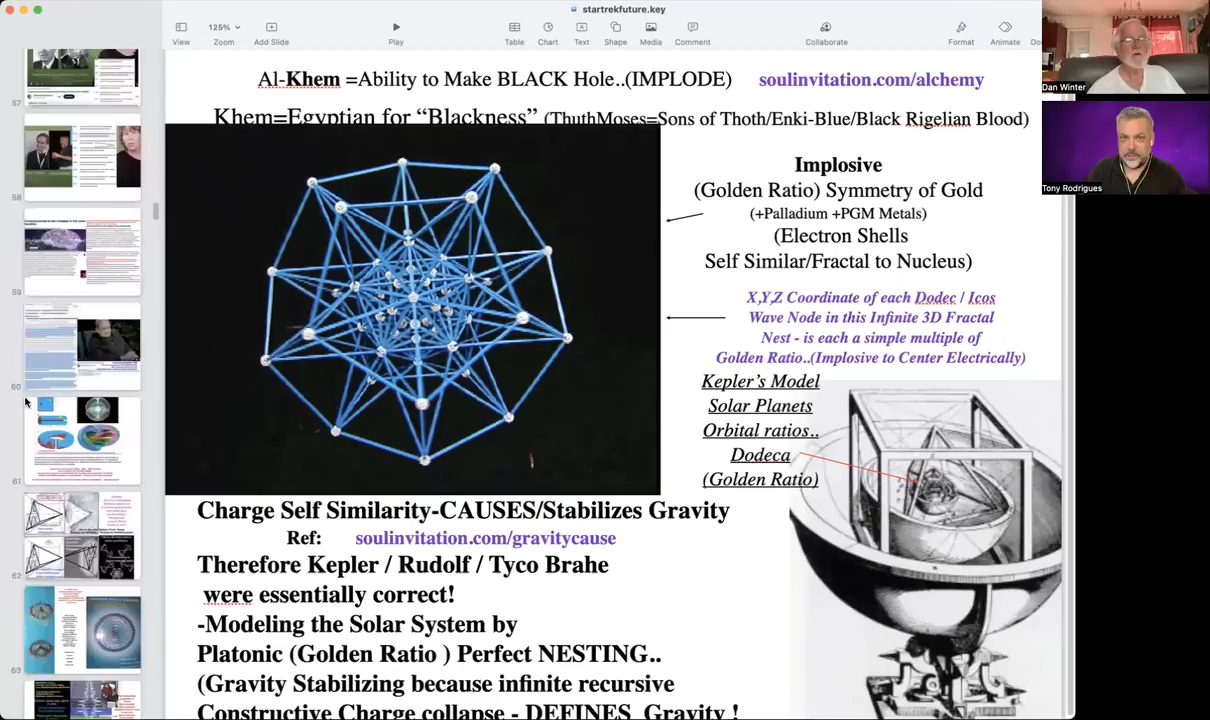 startrekfuture.key
125%
View
Zoom
Add Slide
Play
Table
Chart
Text
Shape
Media
Comment
Collaborate
Format
Animate
57
58
59
60
61
62
63
Dan Winter
Tony Rodrigues
Al-Khem =Ability to Make BLACK Hole..(IMPLODE) soulinvitation.com/alchemy
Khem=Egyptian for “Blackness” (ThuthMoses=Sons of Thoth/Enki-Blue/Black Rigelian Blood)
Implosive
(Golden Ratio) Symmetry of Gold
(+Palladium +PGM Metals)
(Electron Shells
Self Similar/Fractal to Nucleus)
X,Y,Z Coordinate of each Dodec / Icos
Wave Node in this Infinite 3D Fractal
Nest - is each a simple multiple of
Golden Ratio..(Implosive to Center Electrically)
Kepler’s Model
Solar Planets
Orbital ratios..
Dodeca
(Golden Ratio)
Charge Self Similarity-CAUSES/Stabilizes Gravity
Ref: soulinvitation.com/gravitycause
Therefore Kepler / Rudolf / Tyco Brahe
were essentially correct!
-Modeling the Solar System by
Platonic (Golden Ratio ) Perfect NESTING..
(Gravity Stabilizing because infinite recursive
Constructive Charge collapse - DEFINES Gravity !